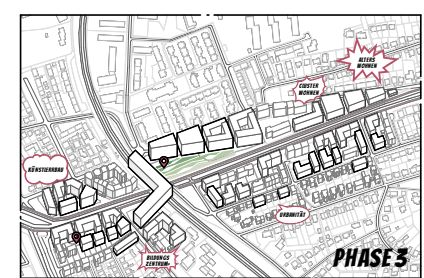 ALTERS
WOHNEN
CLUSTER
WOHNEN
KÜNSTLERBAU
URBANITÄT
BILDUNGS
ZENTRUM
PHASE 3